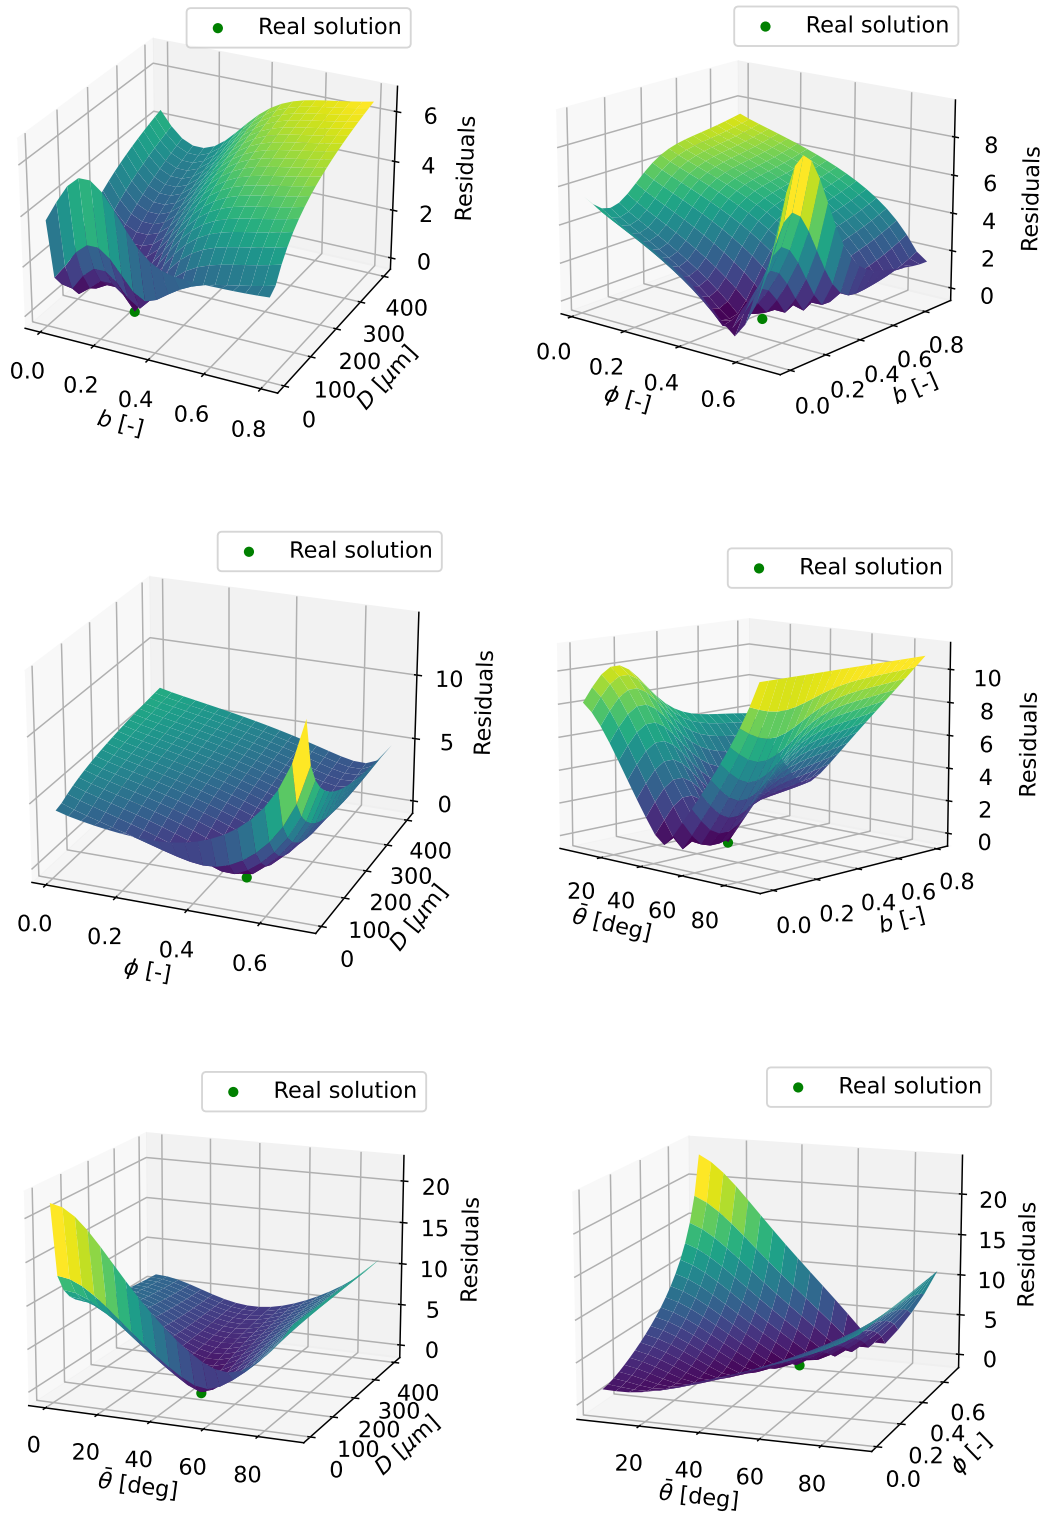 Real solution
Residuals
6
4
2
0
0.0 0.2 0.4 0.6 0.8
b [-]
0 100 200 300 400
D [μm]
Real solution
Residuals
8
6
4
2
0
0.0 0.2 0.4 0.6
ϕ [-]
0.0 0.2 0.4 0.6 0.8
b [-]
Real solution
Residuals
10
5
0
0.0 0.2 0.4 0.6
ϕ [-]
0 100 200 300 400
D [μm]
Real solution
Residuals
10
8
6
4
2
0
20 40 60 80
θ̄ [deg]
0.0 0.2 0.4 0.6 0.8
b [-]
Real solution
Residuals
20
15
10
5
0
0 20 40 60 80
θ̄ [deg]
0 100 200 300 400
D [μm]
Real solution
Residuals
20
15
10
5
0
20 40 60 80
θ̄ [deg]
0.0 0.2 0.4 0.6
ϕ [-]